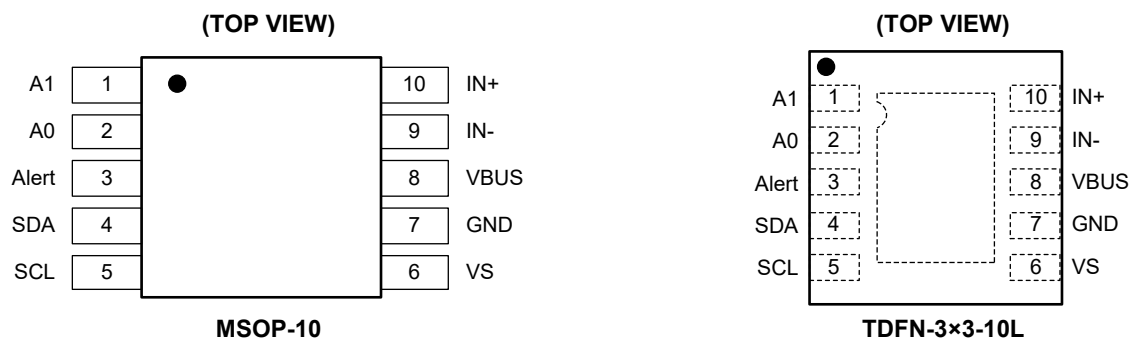 (TOP VIEW)
A1 1 10 IN+
A0 2 9 IN-
Alert 3 8 VBUS
SDA 4 7 GND
SCL 5 6 VS
MSOP-10
(TOP VIEW)
A1 1 10 IN+
A0 2 9 IN-
Alert 3 8 VBUS
SDA 4 7 GND
SCL 5 6 VS
TDFN-3×3-10L